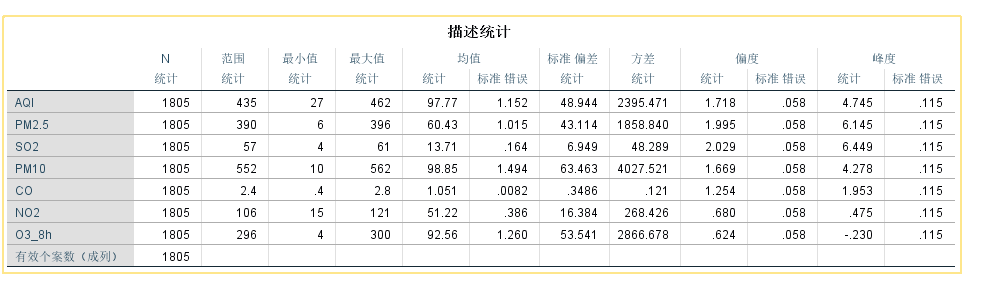 描述统计
N 范围 最小值 最大值 均值 标准 偏差 方差 偏度 峰度
统计 统计 统计 统计 统计 标准 错误 统计 统计 统计 标准 错误 统计 标准 错误
AQI 1805 435 27 462 97.77 1.152 48.944 2395.471 1.718 .058 4.745 .115
PM2.5 1805 390 6 396 60.43 1.015 43.114 1858.840 1.995 .058 6.145 .115
SO2 1805 57 4 61 13.71 .164 6.949 48.289 2.029 .058 6.449 .115
PM10 1805 552 10 562 98.85 1.494 63.463 4027.521 1.669 .058 4.278 .115
CO 1805 2.4 .4 2.8 1.051 .0082 .3486 .121 1.254 .058 1.953 .115
NO2 1805 106 15 121 51.22 .386 16.384 268.426 .680 .058 .475 .115
O3_8h 1805 296 4 300 92.56 1.260 53.541 2866.678 .624 .058 -.230 .115
有效个案数（成列） 1805